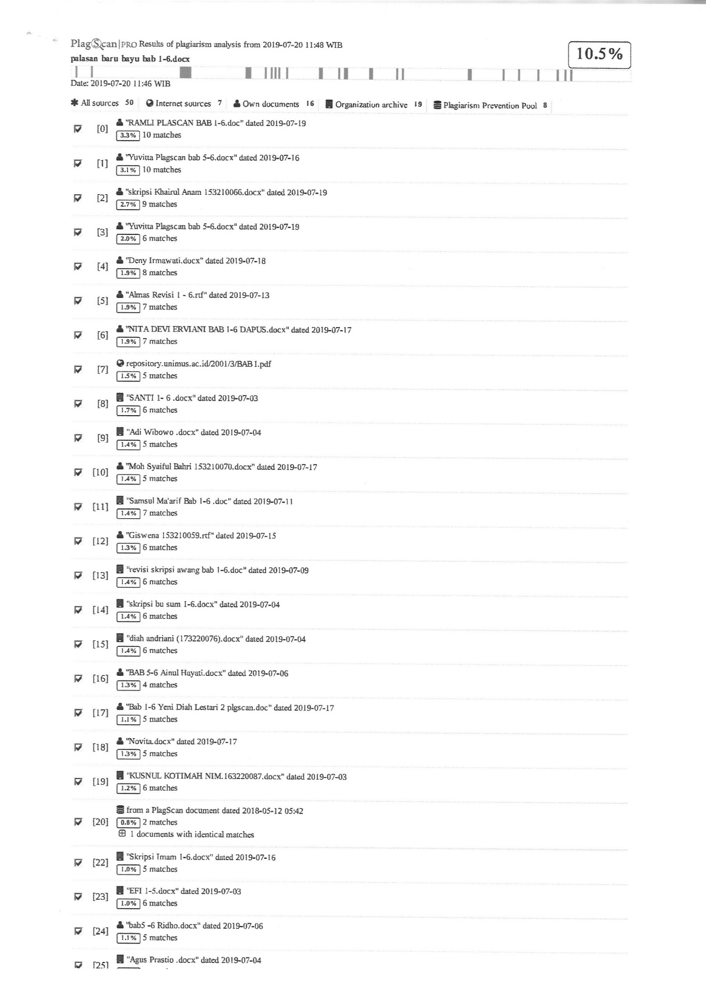 PlagScan|PRO Results of plagiarism analysis from 2019-07-20 11:48 WIB
10.5%
palasan baru bayu bab 1-6.docx
Date: 2019-07-20 11:46 WIB
All sources 50 Internet sources 7 Own documents 16 Organization archive 19 Plagiarism Prevention Pool 8
[0] "RAMLI PLASCAN BAB 1-6.doc" dated 2019-07-19
3.3% 10 matches
[1] "Yuvitta Plagscan bab 5-6.docx" dated 2019-07-16
3.1% 10 matches
[2] "skripsi Khairul Anam 153210066.docx" dated 2019-07-19
2.7% 9 matches
[3] "Yuvitta Plagscan bab 5-6.docx" dated 2019-07-19
2.0% 6 matches
[4] "Deny Irmawati.docx" dated 2019-07-18
1.9% 8 matches
[5] "Almas Revisi 1 - 6.rtf" dated 2019-07-13
1.9% 7 matches
[6] "NITA DEVI ERVIANI BAB 1-6 DAPUS.docx" dated 2019-07-17
1.9% 7 matches
[7] repository.unimus.ac.id/2001/3/BAB I.pdf
1.5% 5 matches
[8] "SANTI 1- 6 .docx" dated 2019-07-03
1.7% 6 matches
[9] "Adi Wibowo .docx" dated 2019-07-04
1.4% 5 matches
[10] "Moh Syaiful Bahri 153210070.docx" dated 2019-07-17
1.4% 5 matches
[11] "Samsul Ma'arif Bab 1-6 .doc" dated 2019-07-11
1.4% 7 matches
[12] "Giswena 153210059.rtf" dated 2019-07-15
1.3% 6 matches
[13] "revisi skripsi awang bab 1-6.doc" dated 2019-07-09
1.4% 6 matches
[14] "skripsi bu sum 1-6.docx" dated 2019-07-04
1.4% 6 matches
[15] "diah andriani (173220076).docx" dated 2019-07-04
1.4% 6 matches
[16] "BAB 5-6 Ainul Hayati.docx" dated 2019-07-06
1.3% 4 matches
[17] "Bab 1-6 Yeni Diah Lestari 2 plgscan.doc" dated 2019-07-17
1.1% 5 matches
[18] "Novita.docx" dated 2019-07-17
1.3% 5 matches
[19] "KUSNUL KOTIMAH NIM.163220087.docx" dated 2019-07-03
1.2% 6 matches
[20] from a PlagScan document dated 2018-05-12 05:42
0.8% 2 matches
1 documents with identical matches
[22] "Skripsi Imam 1-6.docx" dated 2019-07-16
1.0% 5 matches
[23] "EFI 1-5.docx" dated 2019-07-03
1.0% 6 matches
[24] "bab5 -6 Ridho.docx" dated 2019-07-06
1.1% 5 matches
[25] "Agus Prastio .docx" dated 2019-07-04